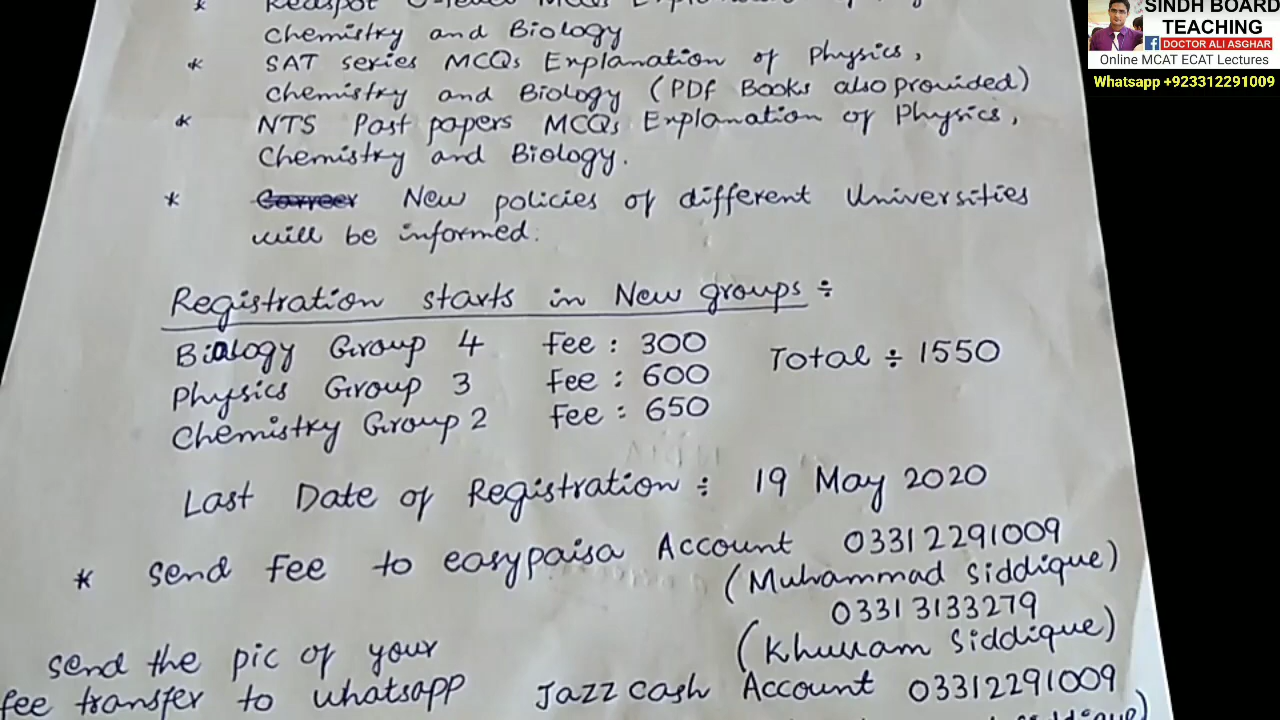 * Redspot O-level MCQs
Chemistry and Biology
* SAT series MCQs Explanation of Physics,
Chemistry and Biology (PDF Books also provided)
* NTS Past papers MCQs Explanation of Physics,
Chemistry and Biology.
* Carreer New policies of different Universities
will be informed.
Registration starts in New groups ÷
Biology Group 4 Fee : 300
Physics Group 3 Fee : 600
Chemistry Group 2 Fee : 650
Total ÷ 1550
Last Date of Registration ÷ 19 May 2020
* Send Fee to easypaisa Account 03312291009
(Muhammad Siddique)
03313133279
(Khurram Siddique)
Send the pic of your
fee transfer to whatsapp
Jazz cash Account 03312291009
SINDH BOARD
TEACHING
f DOCTOR ALI ASGHAR
Online MCAT ECAT Lectures
Whatsapp +923312291009